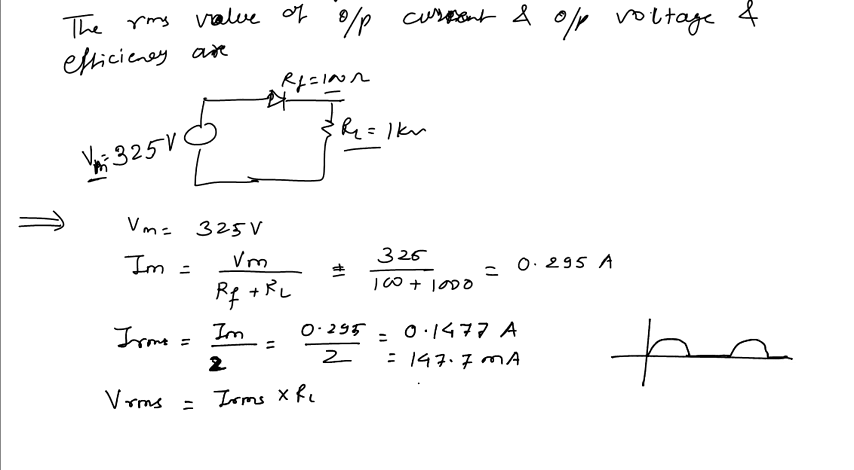 The rms value of o/p current & o/p voltage &
efficiency are
Rf=100Ω
Vm=325V
RL = 1kΩ
⇒ Vm = 325V
Im = Vm / (Rf + RL) = 325 / (100 + 1000) = 0.295 A
Irms = Im / 2 = 0.295 / 2 = 0.1477 A
= 147.7 mA
Vrms = Irms × RL